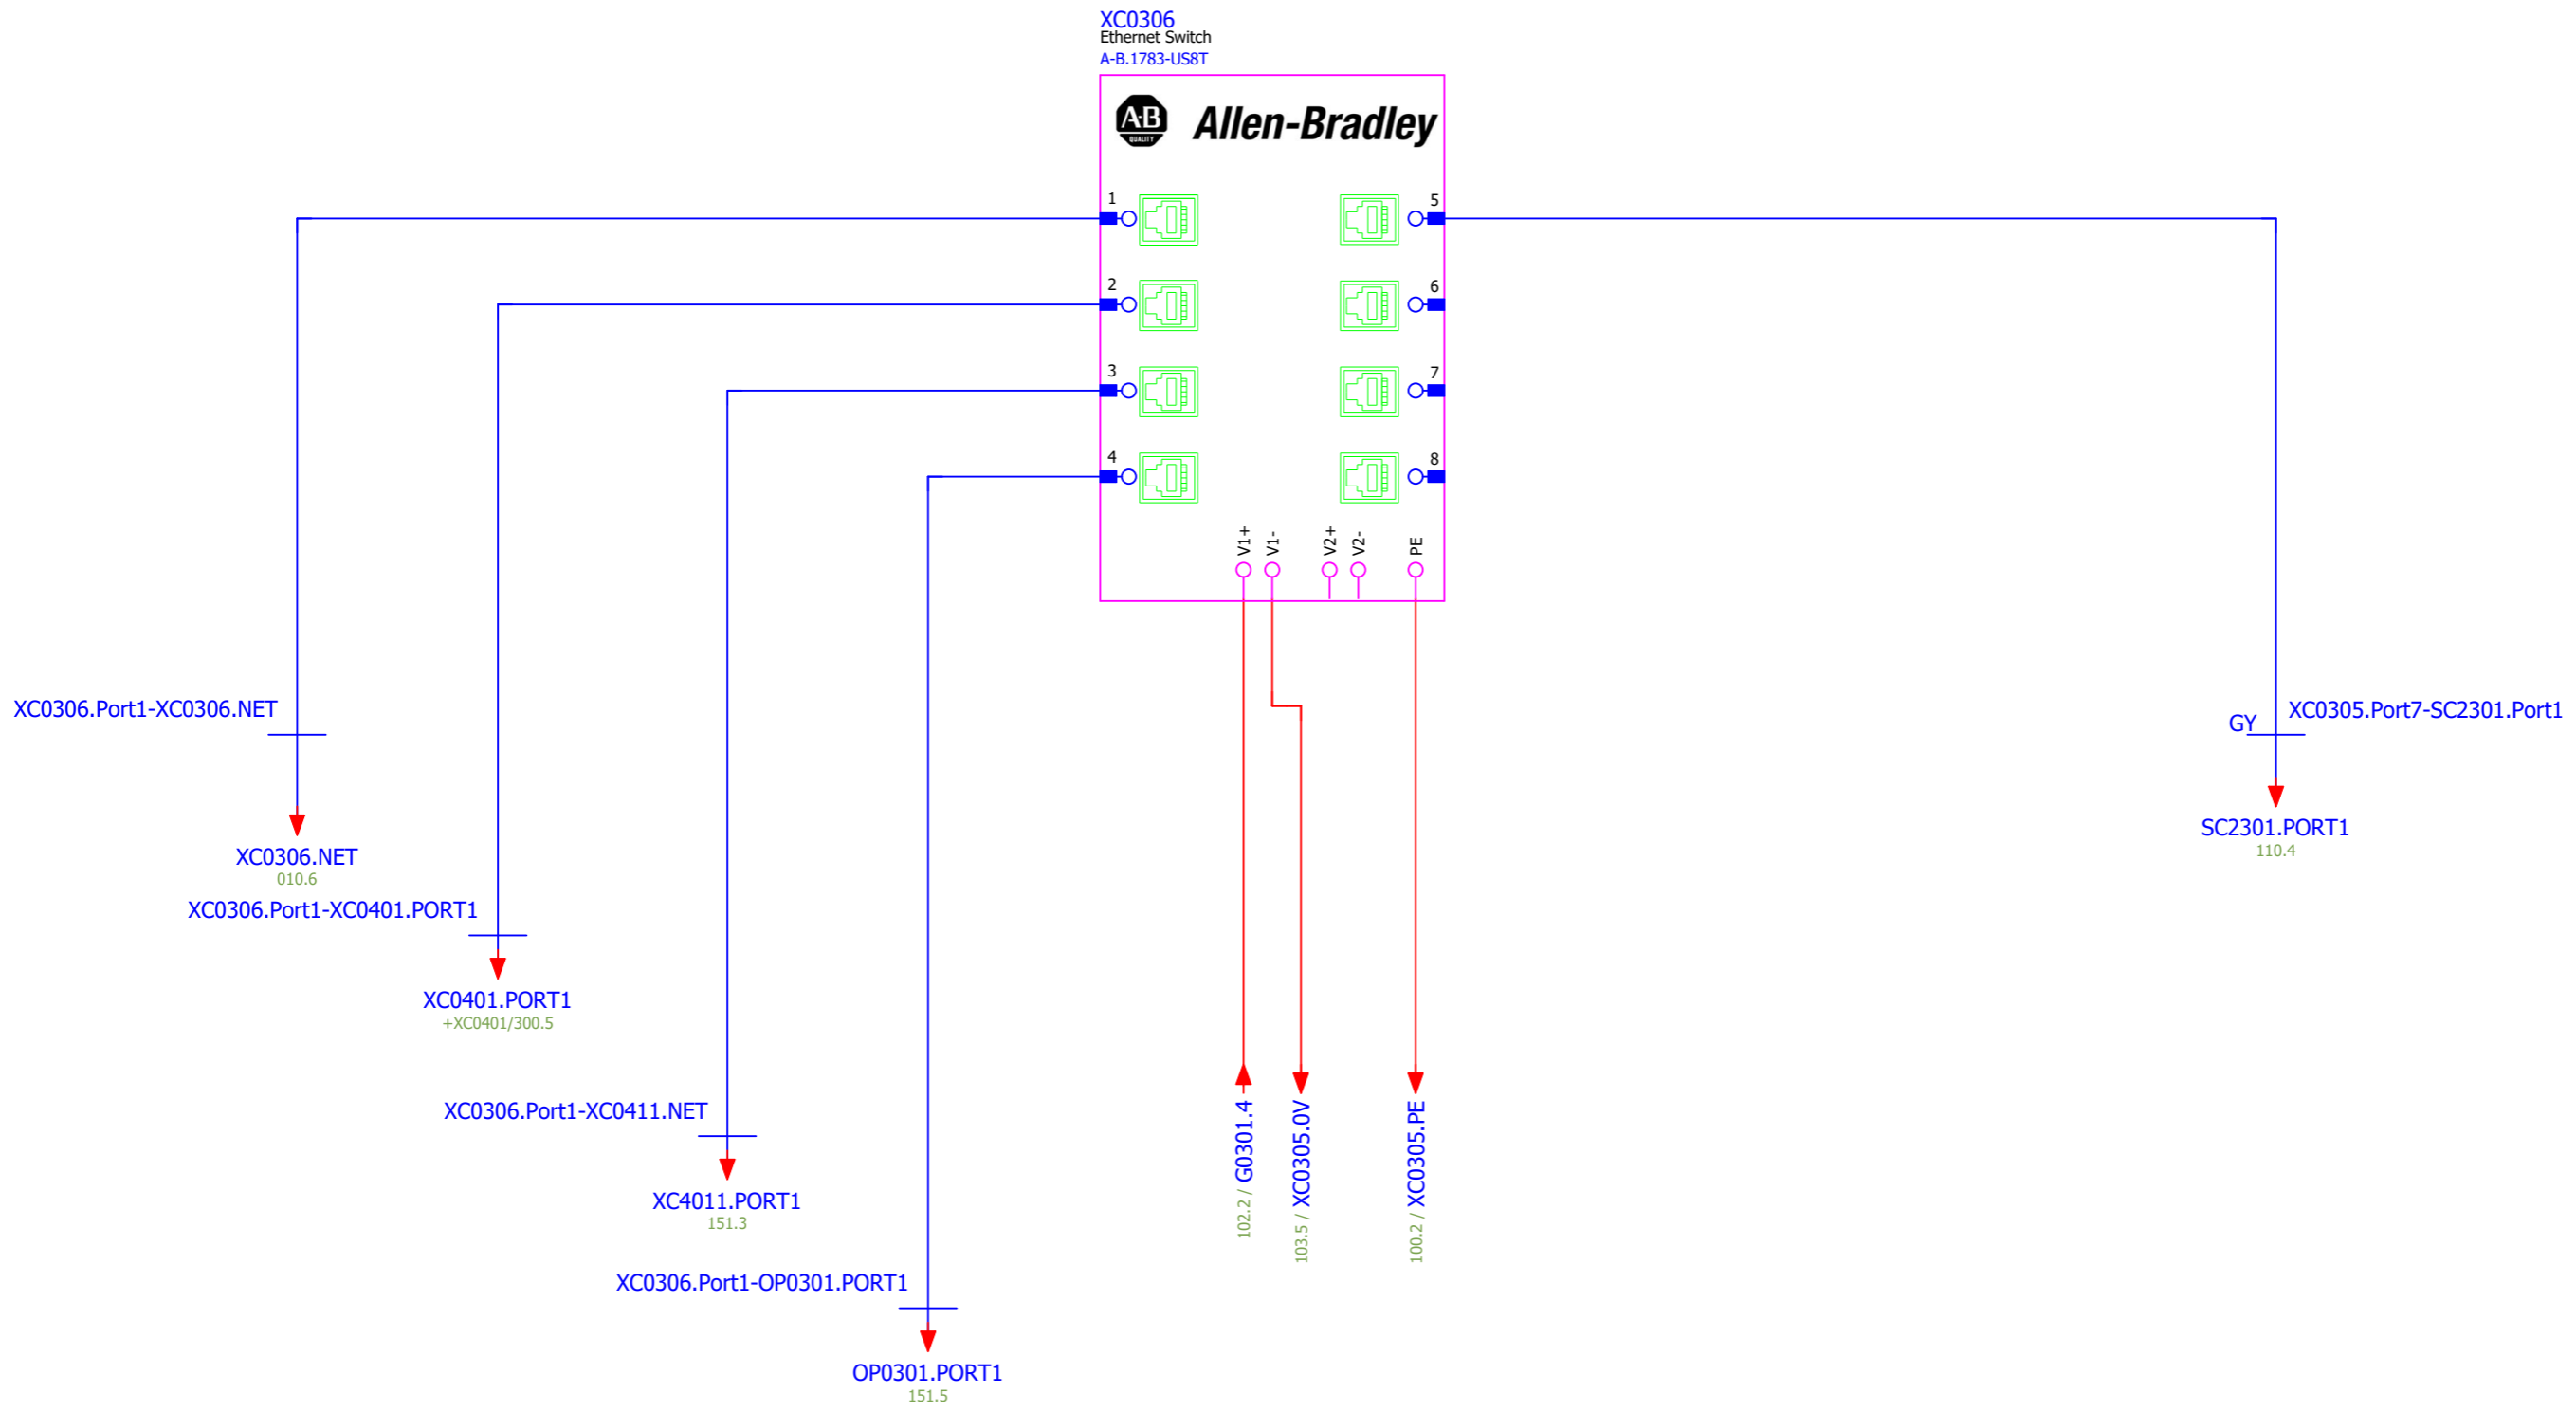 XC0306
Ethernet Switch
A-B.1783-US8T
A-B
QUALITY
Allen-Bradley
1
5
2
6
3
7
4
8
V1+
V1-
V2+
V2-
PE
XC0306.Port1-XC0306.NET
GY
XC0305.Port7-SC2301.Port1
SC2301.PORT1
110.4
XC0306.NET
010.6
XC0306.Port1-XC0401.PORT1
XC0401.PORT1
+XC0401/300.5
XC0306.Port1-XC0411.NET
XC4011.PORT1
151.3
102.2 / G0301.4
103.5 / XC0305.0V
100.2 / XC0305.PE
XC0306.Port1-OP0301.PORT1
OP0301.PORT1
151.5